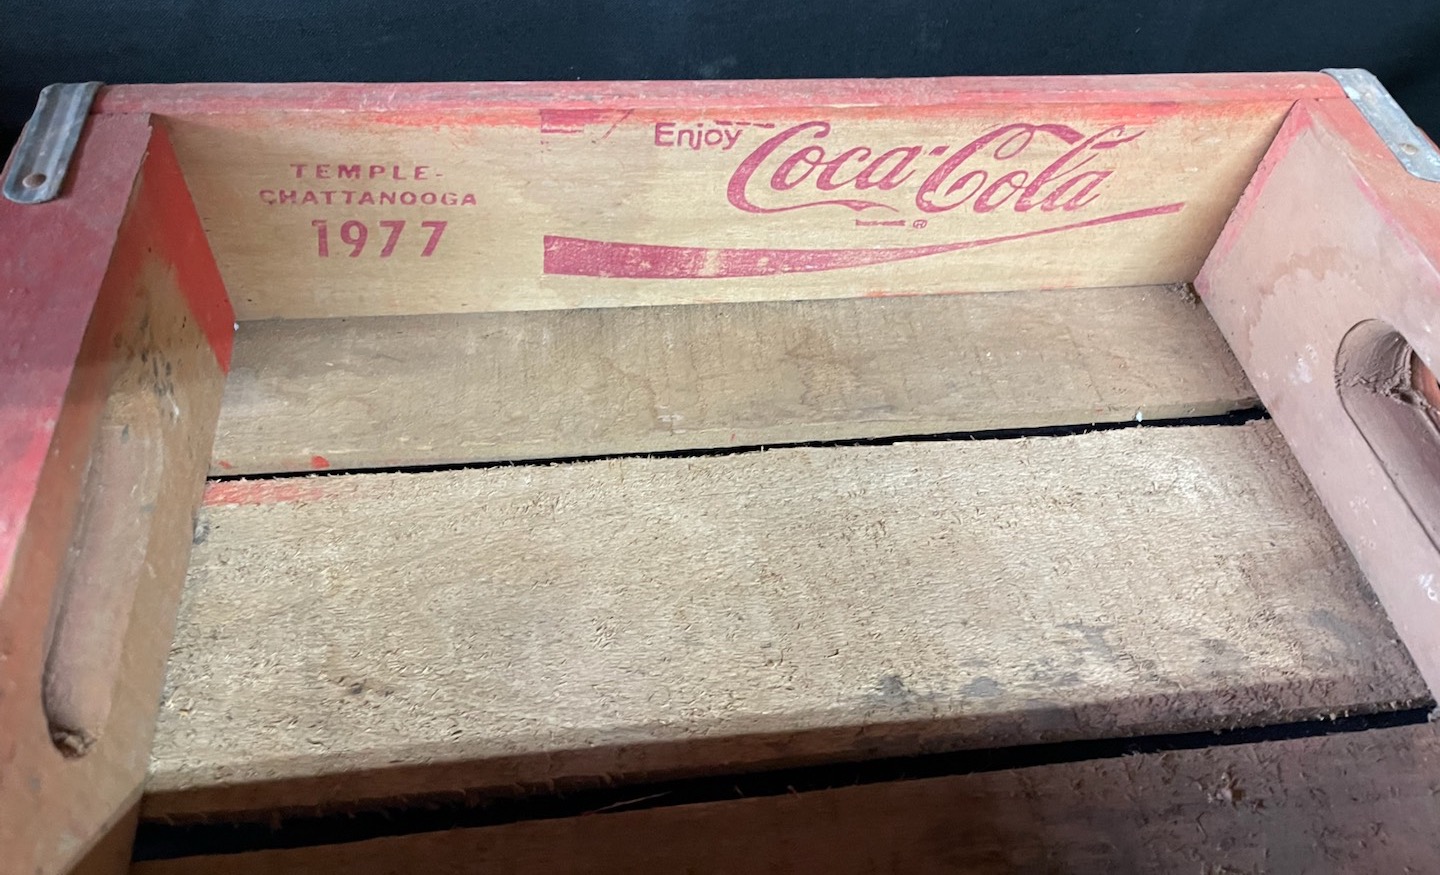 TEMPLE-
CHATTANOOGA
1977
Enjoy
Coca-Cola
®